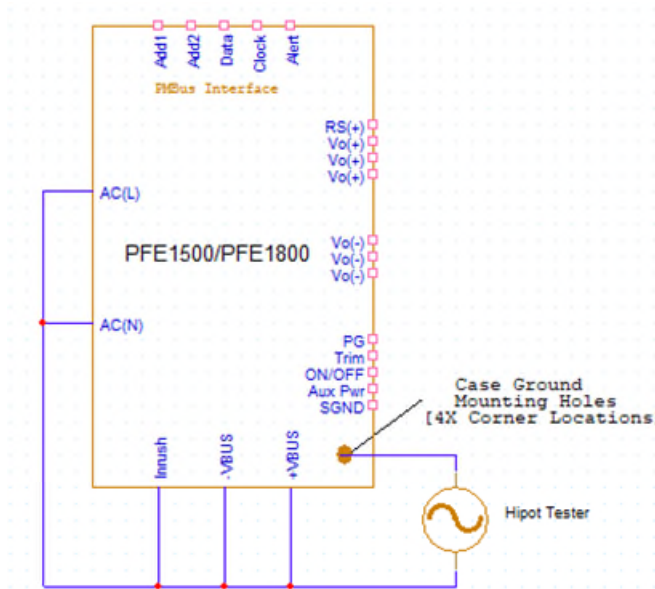 Add1
Add2
Data
Clock
Alert
PMBus Interface
RS(+)
Vo(+)
Vo(+)
Vo(+)
AC(L)
PFE1500/PFE1800
Vo(-)
Vo(-)
Vo(-)
AC(N)
PG
Trim
ON/OFF
Aux Pwr
SGND
Case Ground
Mounting Holes
[4X Corner Locations
Inrush
-VBUS
+VBUS
Hipot Tester